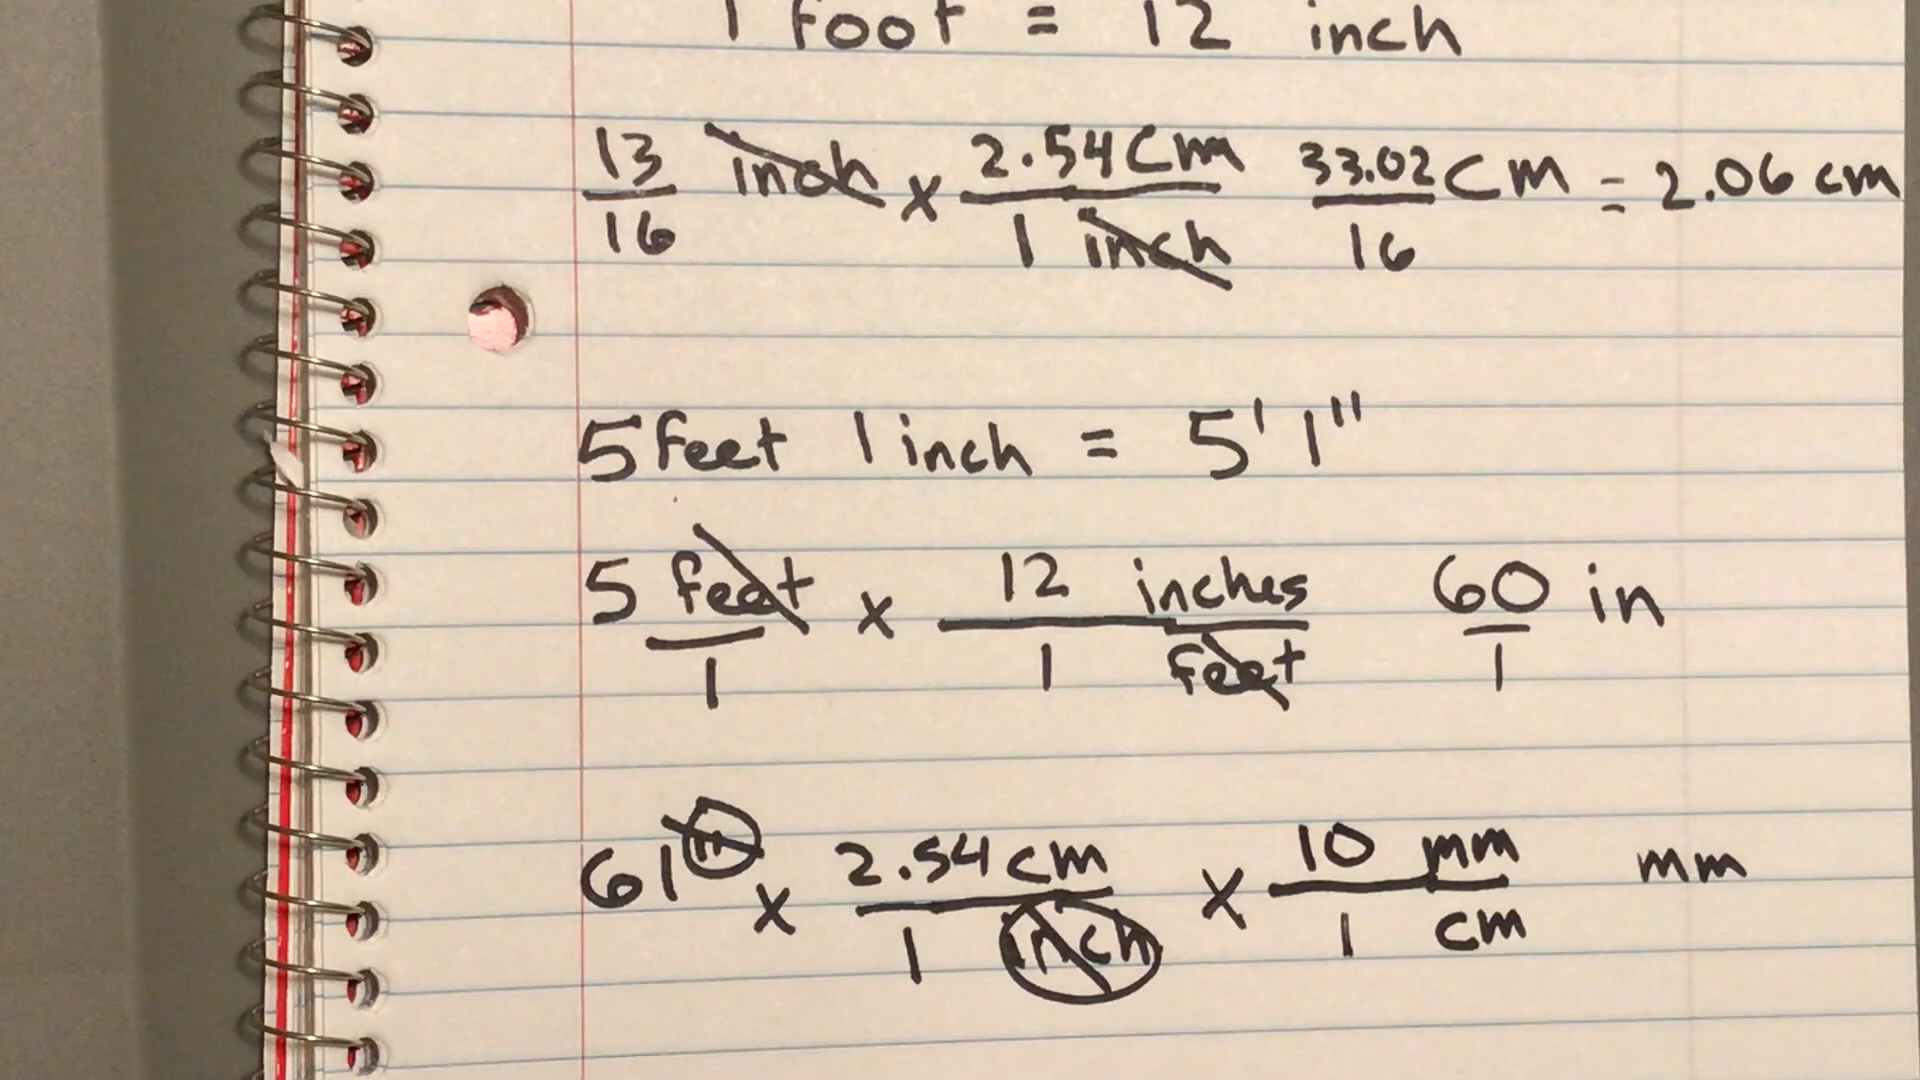 1 foot = 12 inch
13/16 inch x 2.54 cm/1 inch 33.02/16 cm = 2.06 cm
5 feet 1 inch = 5' 1"
5 feet/1 x 12 inches/1 feet 60/1 in
61 in x 2.54 cm/1 inch x 10 mm/1 cm mm